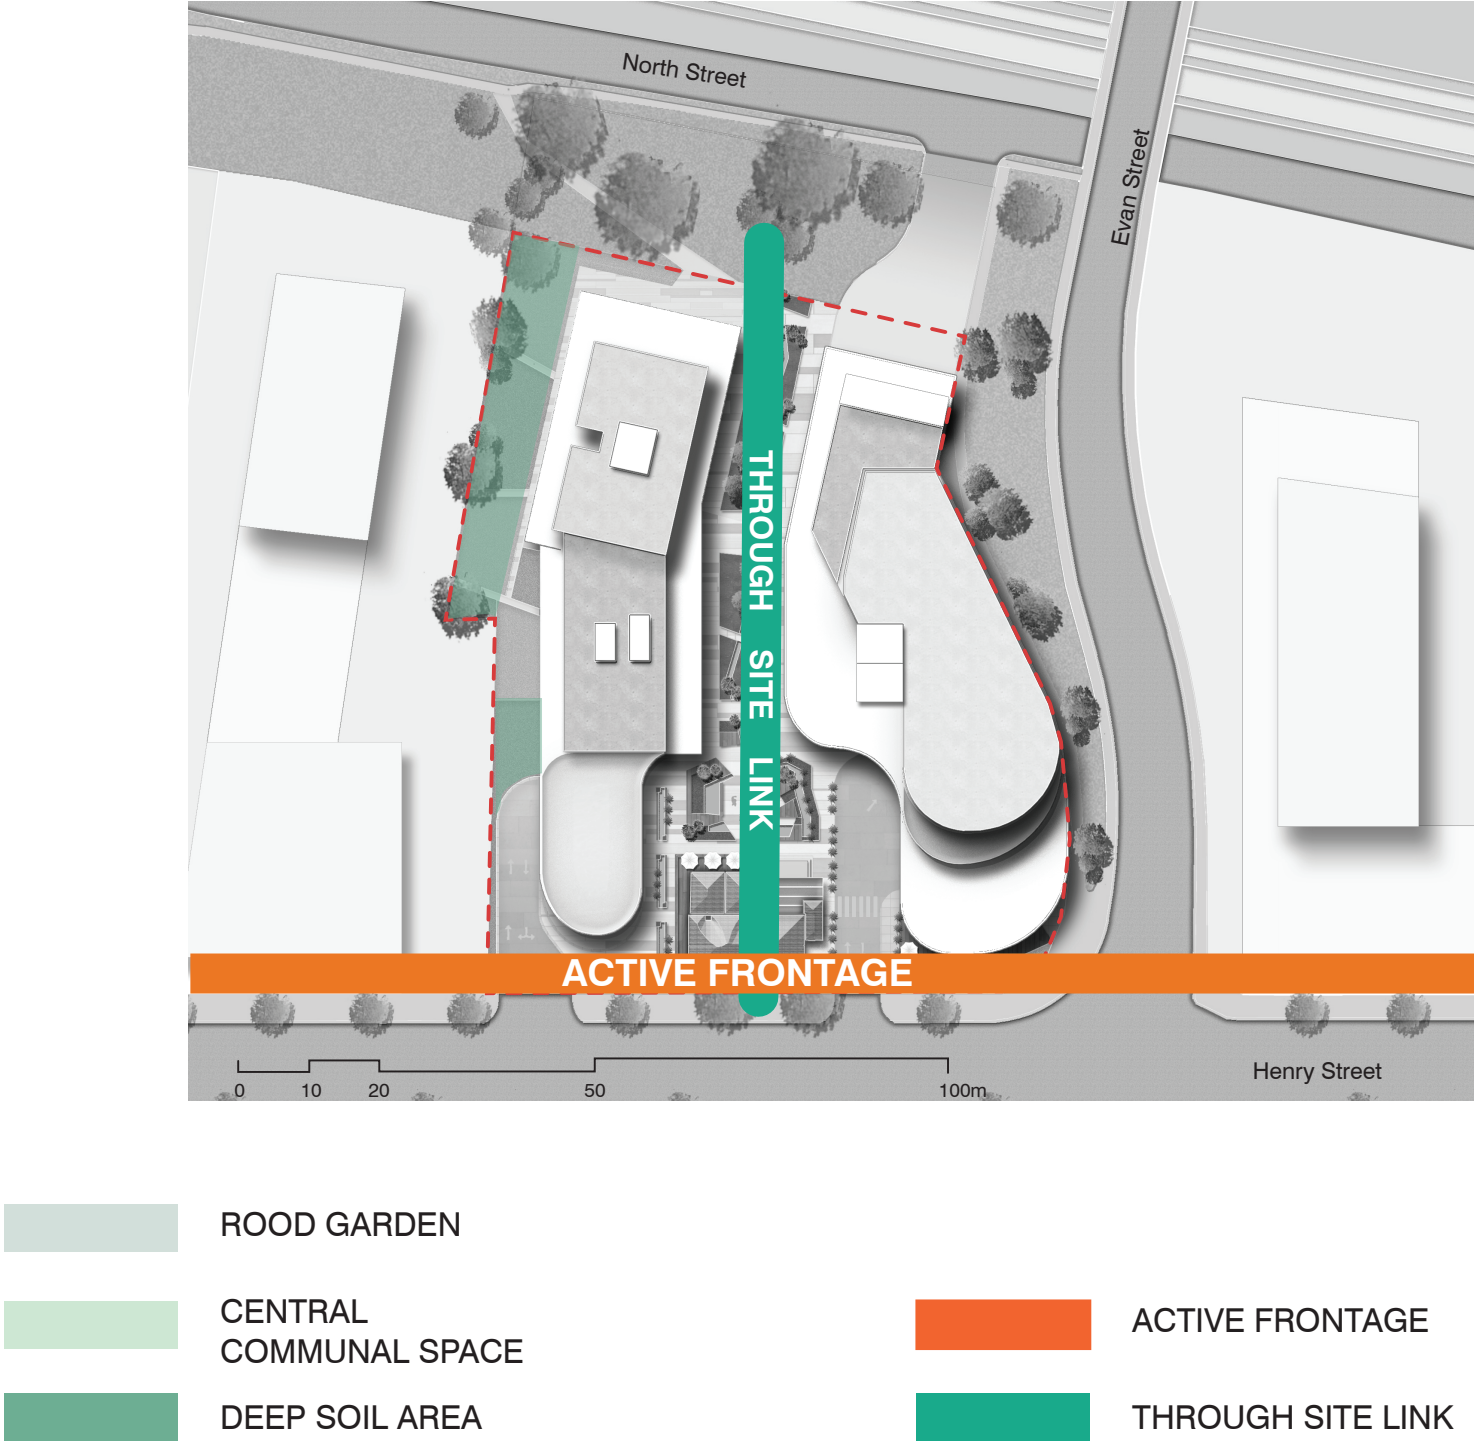 North Street
Evan Street
THROUGH SITE LINK
ACTIVE FRONTAGE
Henry Street
0 10 20 50 100m
ROOD GARDEN
CENTRAL
COMMUNAL SPACE
DEEP SOIL AREA
ACTIVE FRONTAGE
THROUGH SITE LINK